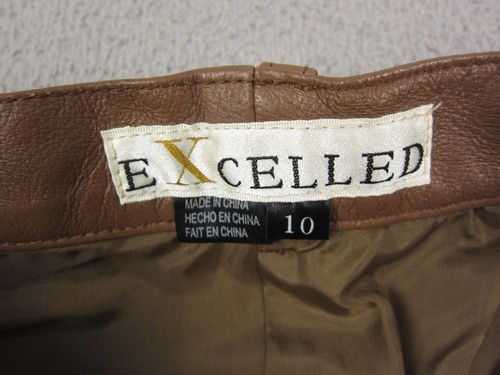 EXCELLED
MADE IN CHINA
HECHO EN CHINA
FAIT EN CHINA
10